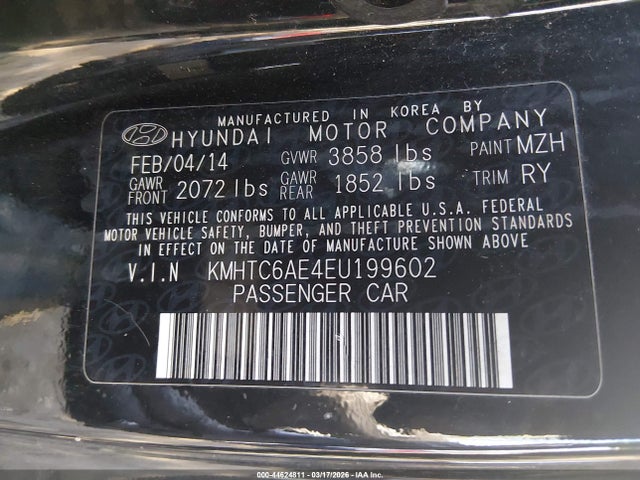 MANUFACTURED IN KOREA BY
HYUNDAI MOTOR COMPANY
FEB/04/14 GVWR 3858 lbs PAINT MZH
GAWR FRONT 2072 lbs GAWR REAR 1852 lbs TRIM RY
THIS VEHICLE CONFORMS TO ALL APPLICABLE U.S.A. FEDERAL
MOTOR VEHICLE SAFETY, BUMPER, AND THEFT PREVENTION STANDARDS
IN EFFECT ON THE DATE OF MANUFACTURE SHOWN ABOVE
V.I.N KMHTC6AE4EU199602
PASSENGER CAR
000-44624811 - 03/17/2026 - IAA Inc.